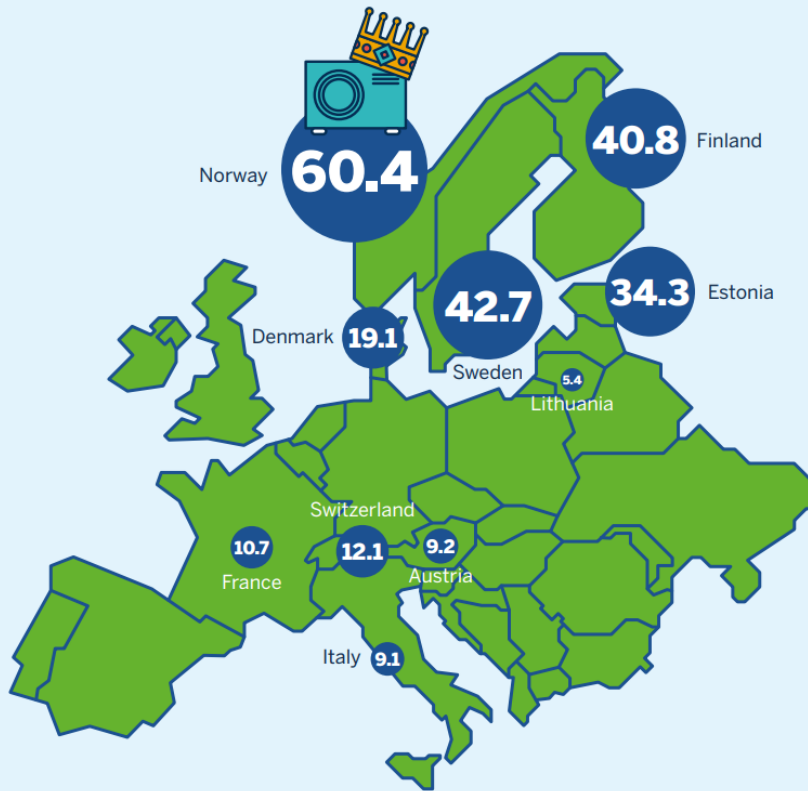 40.8
Finland
Norway
60.4
34.3
Estonia
42.7
Denmark
19.1
Sweden
5.4
Lithuania
Switzerland
10.7
12.1
9.2
France
Austria
Italy
9.1